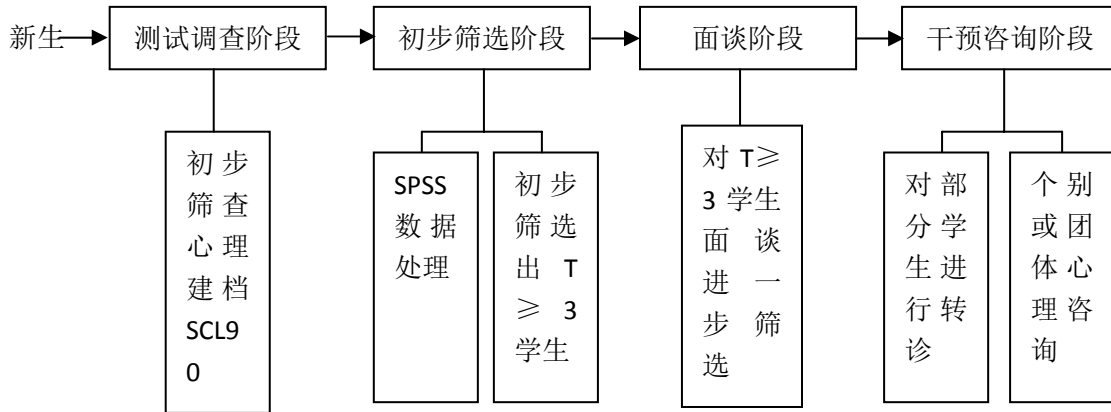 新生
测试调查阶段
初步筛选阶段
面谈阶段
干预咨询阶段
初步
筛查
心理
建档
SCL9
0
SPSS
数据
处理
初步
筛选
出T
≥3
学生
对T≥
3学生
面谈
进一
步筛
选
对部
分学
生进
行转
诊
个别
或团
体心
理咨
询